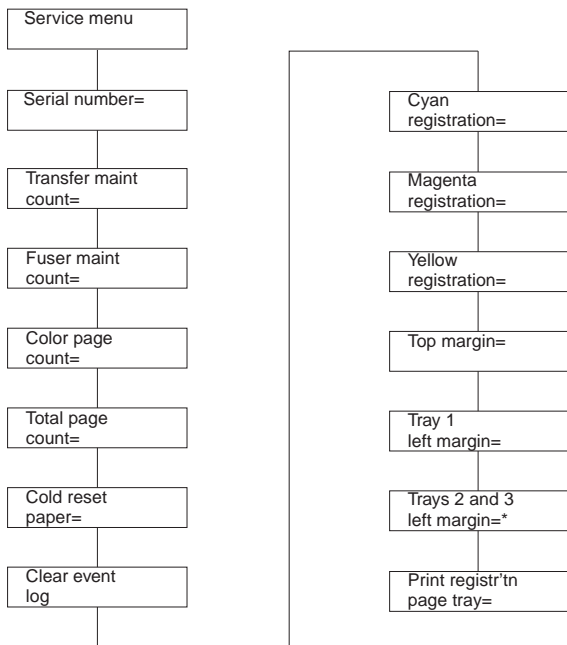 Service menu
Serial number=
Transfer maint
count=
Fuser maint
count=
Color page
count=
Total page
count=
Cold reset
paper=
Clear event
log
Cyan
registration=
Magenta
registration=
Yellow
registration=
Top margin=
Tray 1
left margin=
Trays 2 and 3
left margin=*
Print registr’tn
page tray=